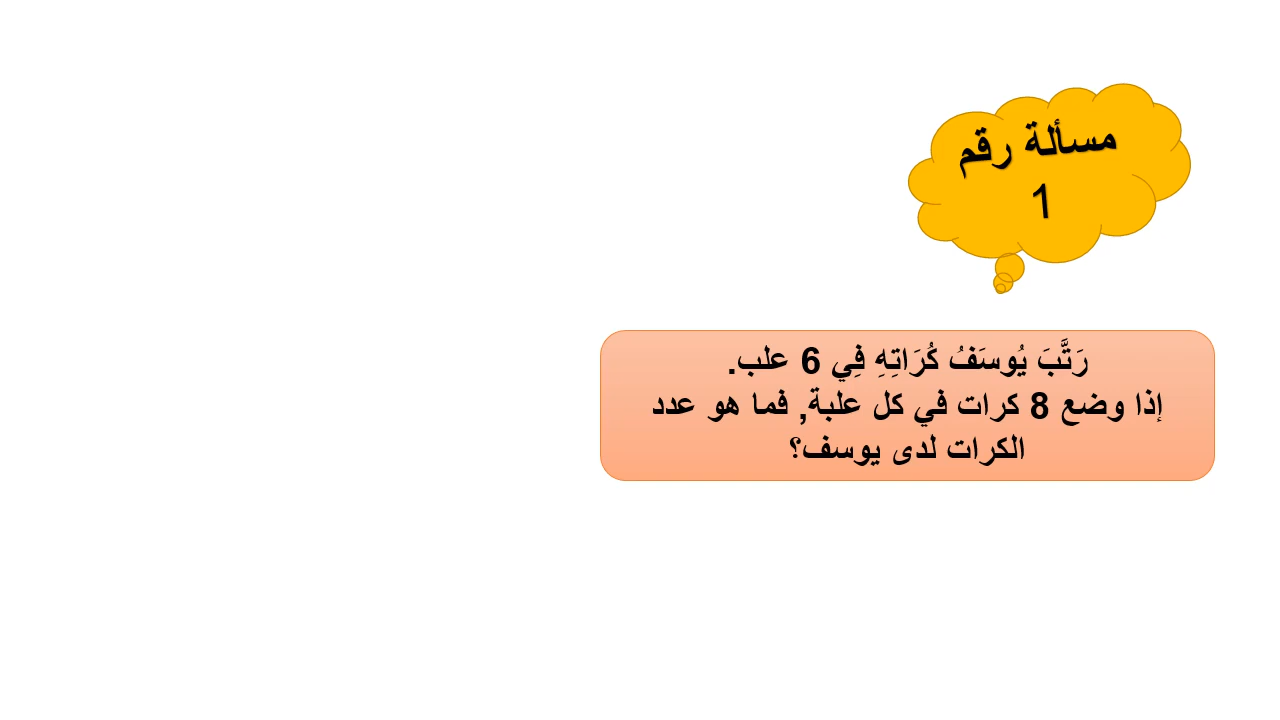 مسألة رقم
1
رَتَّبَ يُوسَفُ كُرَاتِهِ فِي 6 علب.
إذا وضع 8 كرات في كل علبة, فما هو عدد
الكرات لدى يوسف؟